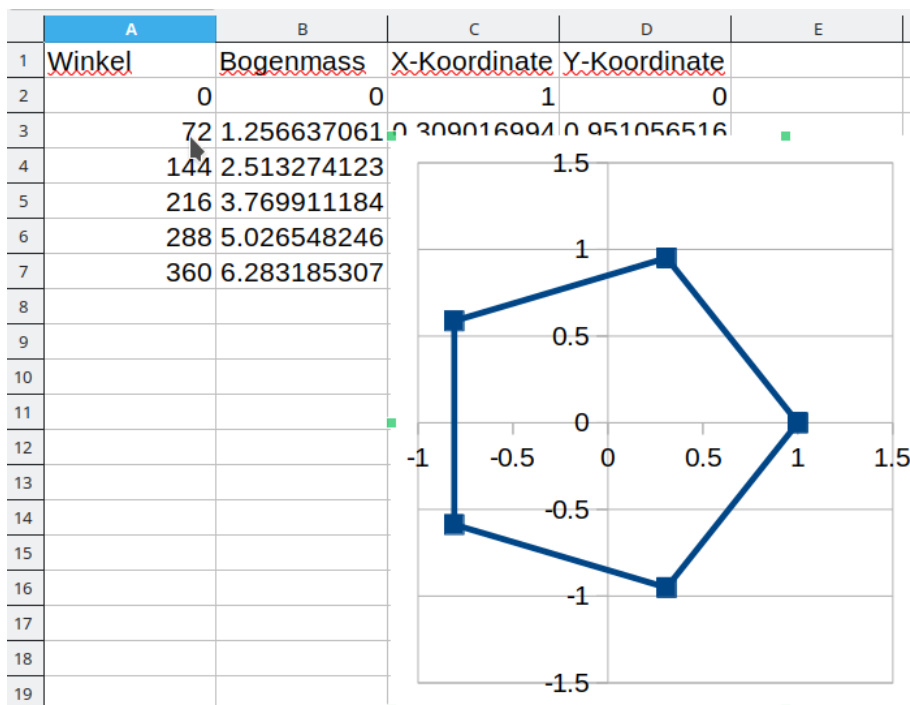 A B C D E
1 Winkel Bogenmass X-Koordinate Y-Koordinate
2 0 0 1 0
3 72 1.256637061 0.309016994 0.951056516
4 144 2.513274123
5 216 3.769911184
6 288 5.026548246
7 360 6.283185307
8
9
10
11
12
13
14
15
16
17
18
19
1.5
1
0.5
0
-1 -0.5 0 0.5 1 1.5
-0.5
-1
-1.5